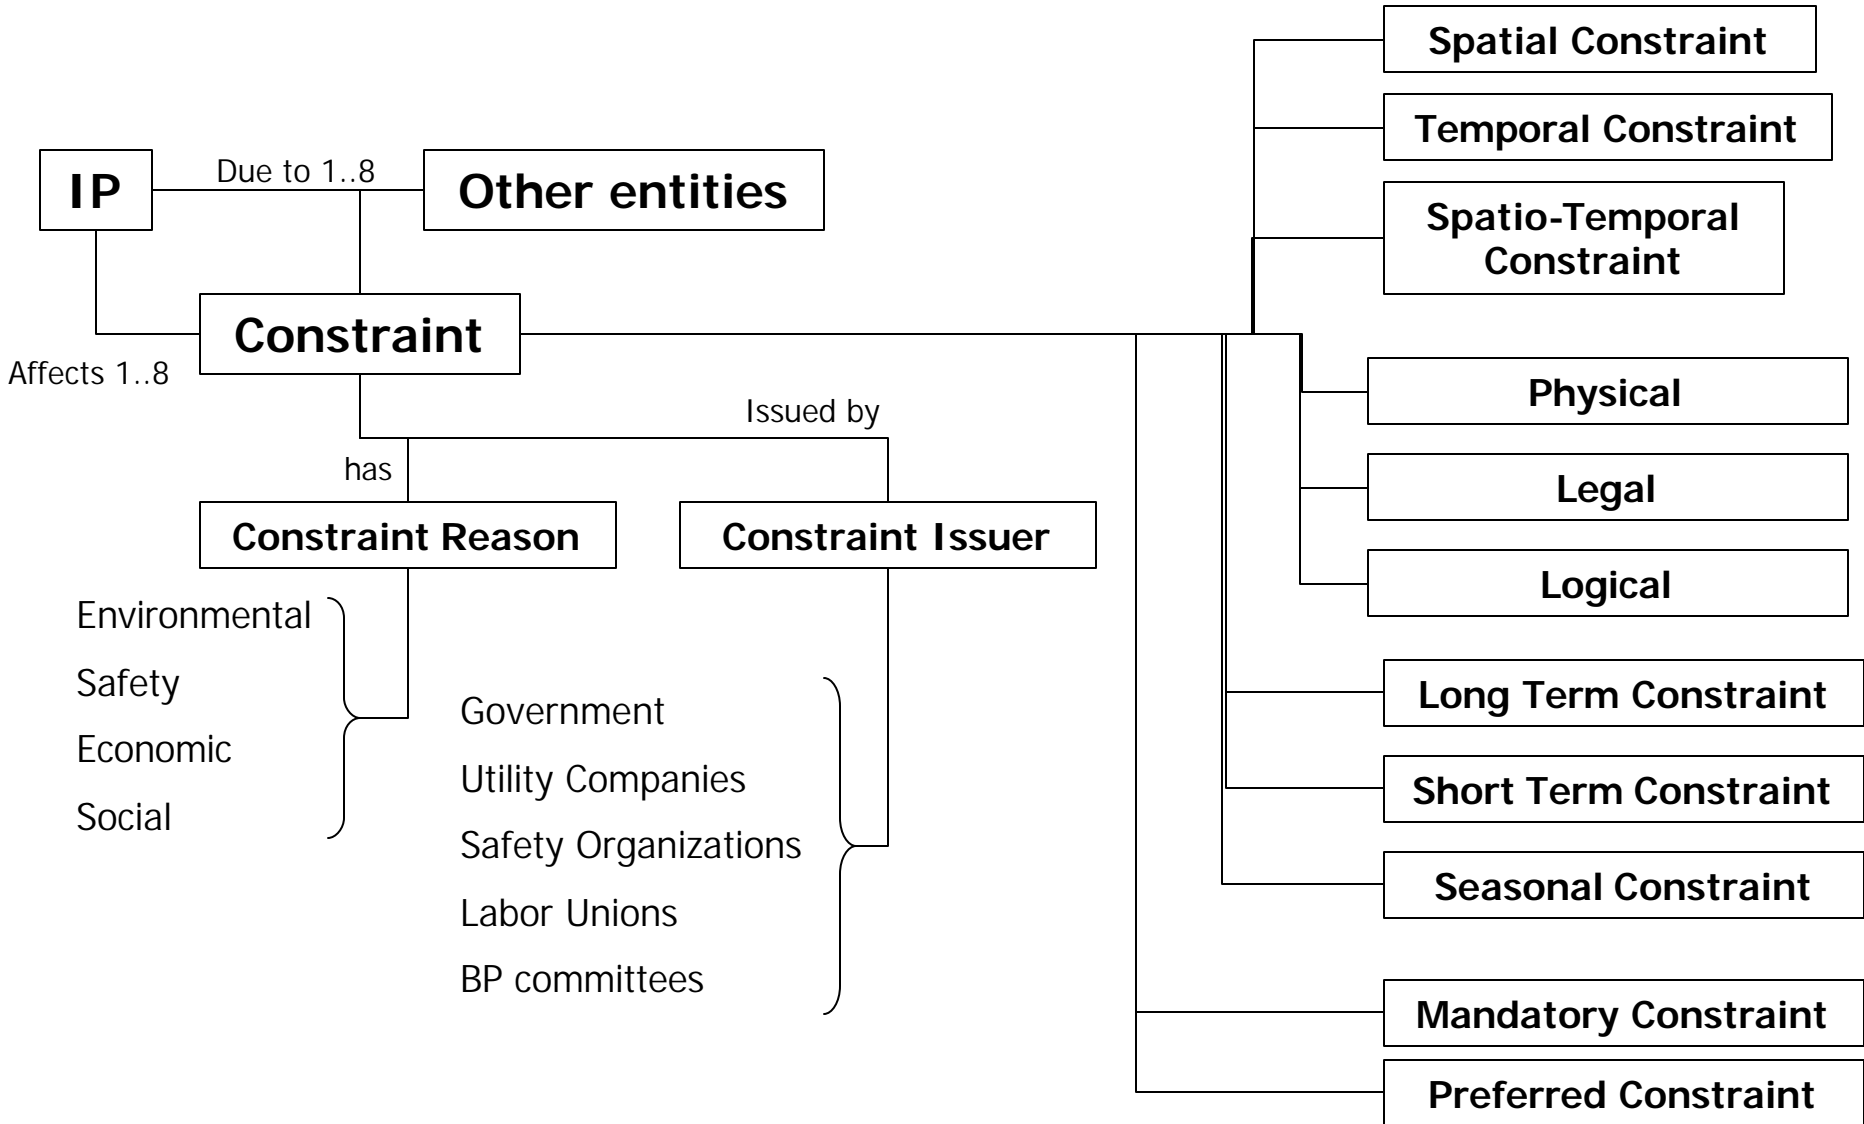 IP
Due to 1..8
Other entities
Constraint
Affects 1..8
Issued by
has
Constraint Reason
Constraint Issuer
Environmental
Safety
Economic
Social
Government
Utility Companies
Safety Organizations
Labor Unions
BP committees
Spatial Constraint
Temporal Constraint
Spatio-Temporal
Constraint
Physical
Legal
Logical
Long Term Constraint
Short Term Constraint
Seasonal Constraint
Mandatory Constraint
Preferred Constraint